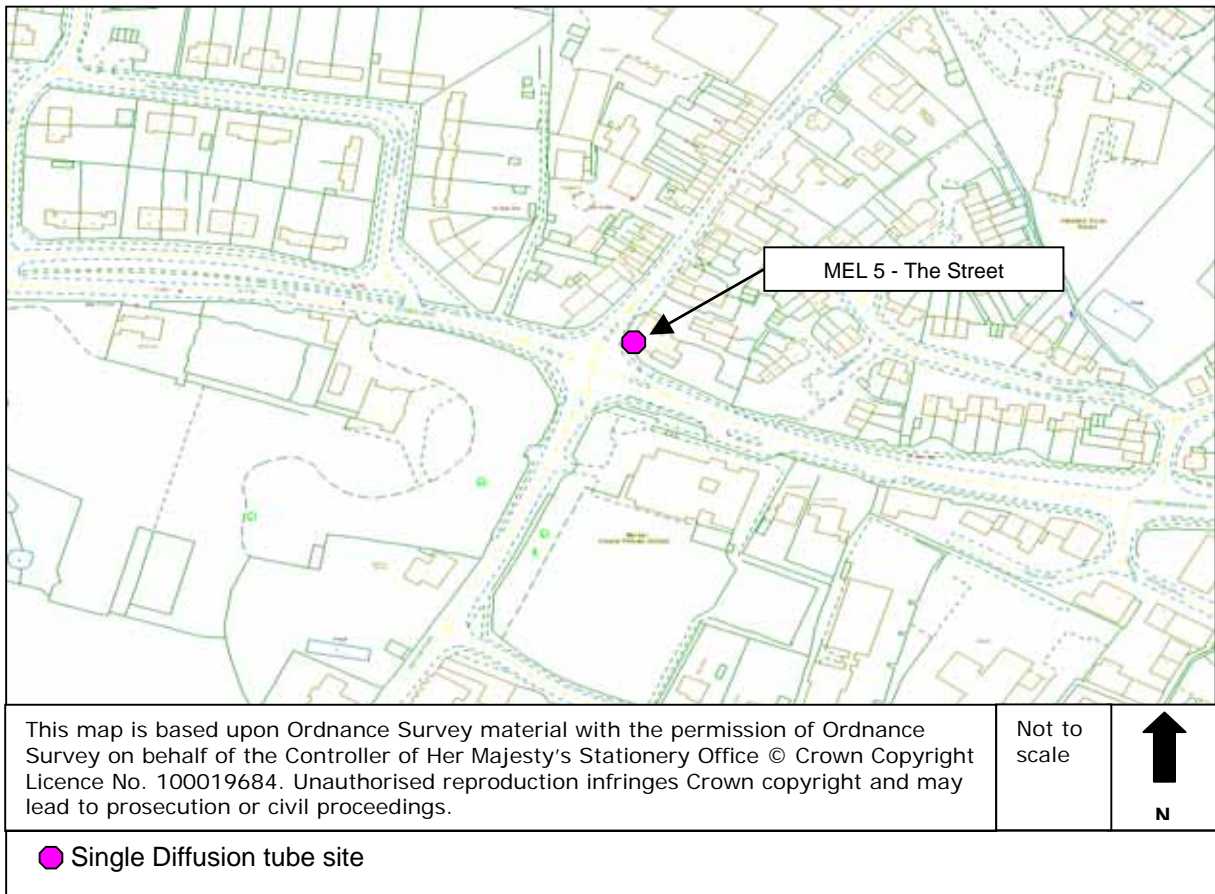 MEL 5 - The Street
This map is based upon Ordnance Survey material with the permission of Ordnance
Survey on behalf of the Controller of Her Majesty's Stationery Office © Crown Copyright
Licence No. 100019684. Unauthorised reproduction infringes Crown copyright and may
lead to prosecution or civil proceedings.
Not to
scale
N
Single Diffusion tube site